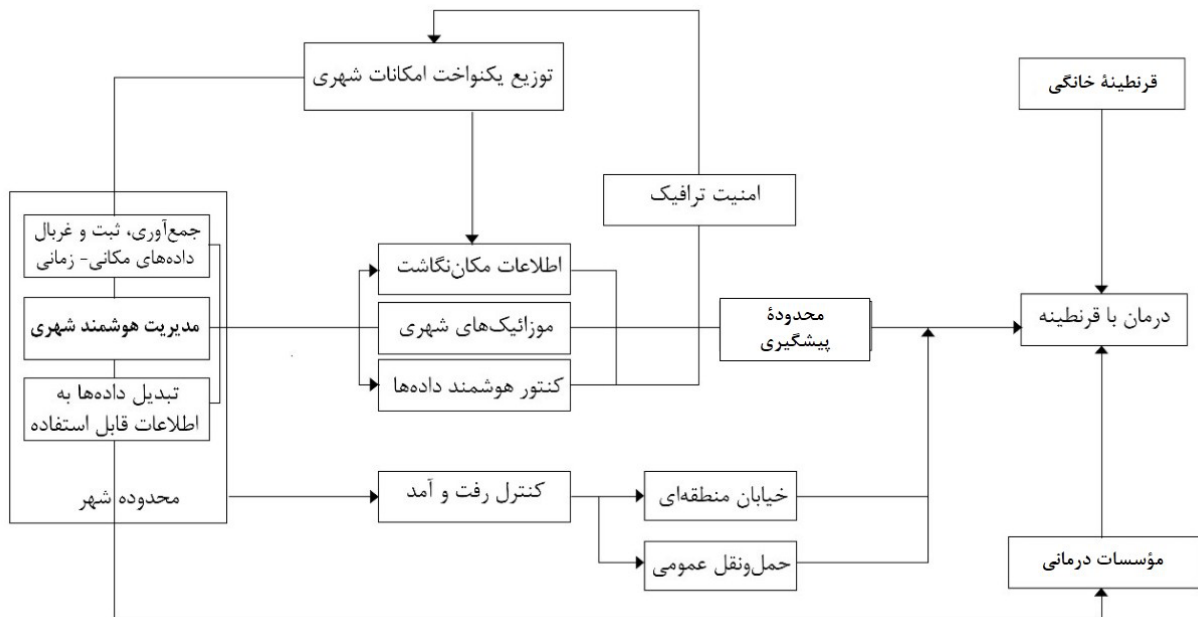 توزیع یکنواخت امکانات شهری
قرنطینهٔ خانگی
امنیت ترافیک
جمع‌آوری، ثبت و غربال
داده‌های مکانی- زمانی
اطلاعات مکان‌نگاشت
مدیریت هوشمند شهری
موزائیک‌های شهری
محدودهٔ
پیشگیری
درمان با قرنطینه
تبدیل داده‌ها به
اطلاعات قابل استفاده
کنتور هوشمند داده‌ها
محدوده شهر
کنترل رفت و آمد
خیابان منطقه‌ای
حمل‌ونقل عمومی
مؤسسات درمانی